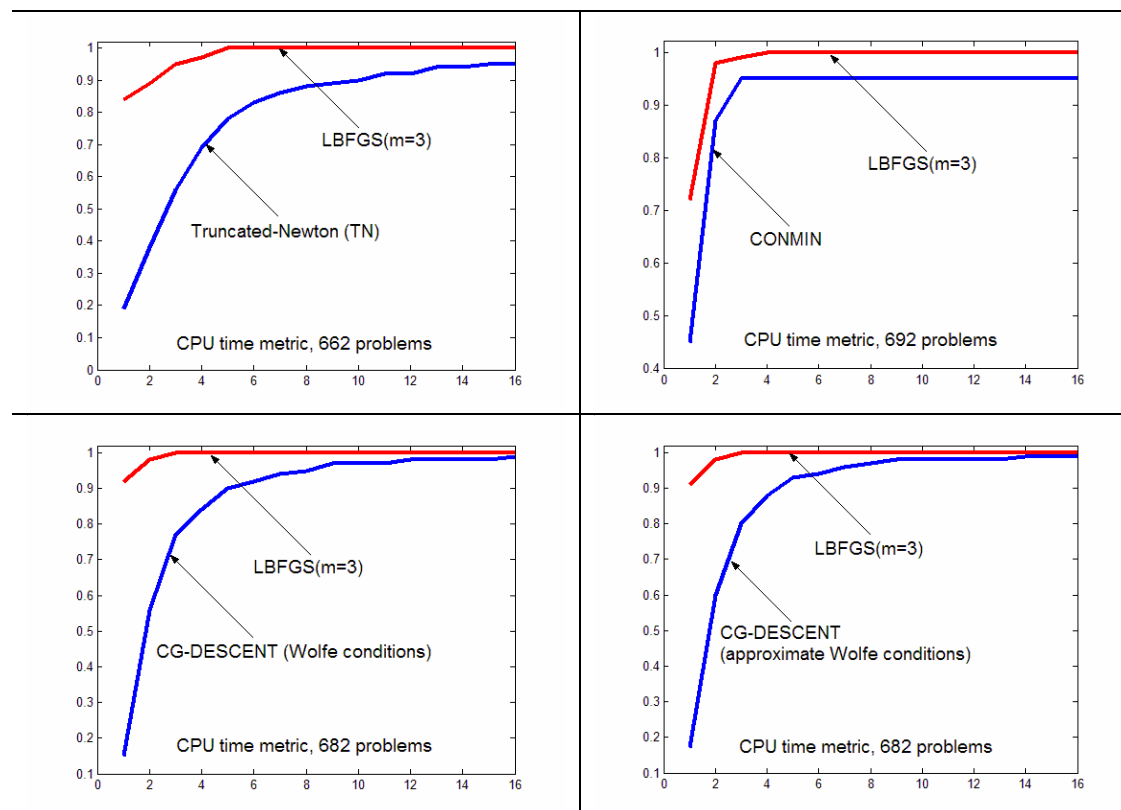 1
0.9
0.8
0.7
0.6
0.5
0.4
0.3
0.2
0.1
0
LBFGS(m=3)
Truncated-Newton (TN)
CPU time metric, 662 problems
0 2 4 6 8 10 12 14 16
1
0.9
0.8
0.7
0.6
0.5
0.4
LBFGS(m=3)
CONMIN
CPU time metric, 692 problems
0 2 4 6 8 10 12 14 16
1
0.9
0.8
0.7
0.6
0.5
0.4
0.3
0.2
0.1
LBFGS(m=3)
CG-DESCENT (Wolfe conditions)
CPU time metric, 682 problems
0 2 4 6 8 10 12 14 16
1
0.9
0.8
0.7
0.6
0.5
0.4
0.3
0.2
0.1
LBFGS(m=3)
CG-DESCENT
(approximate Wolfe conditions)
CPU time metric, 682 problems
0 2 4 6 8 10 12 14 16